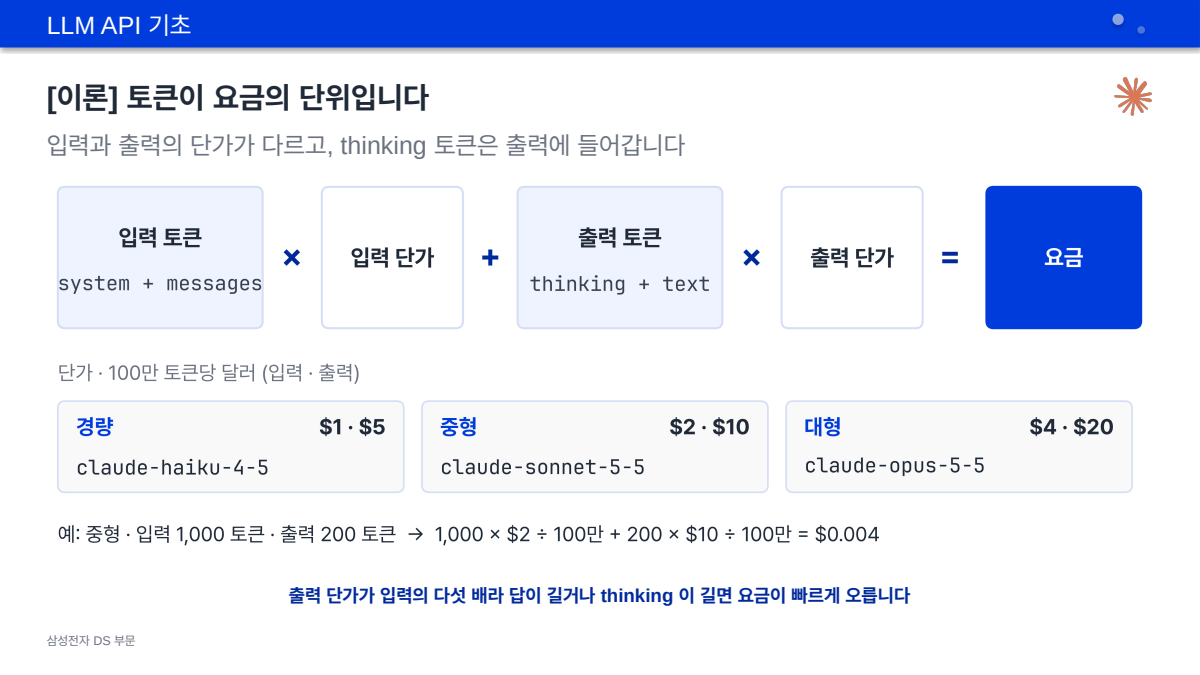 LLM API 기초
[이론] 토큰이 요금의 단위입니다
입력과 출력의 단가가 다르고, thinking 토큰은 출력에 들어갑니다
입력 토큰
system + messages
×
입력 단가
+
출력 토큰
thinking + text
×
출력 단가
=
요금
단가 · 100만 토큰당 달러 (입력 · 출력)
경량 $1 · $5
claude-haiku-4-5
중형 $2 · $10
claude-sonnet-5-5
대형 $4 · $20
claude-opus-5-5
예: 중형 · 입력 1,000 토큰 · 출력 200 토큰 → 1,000 × $2 ÷ 100만 + 200 × $10 ÷ 100만 = $0.004
출력 단가가 입력의 다섯 배라 답이 길거나 thinking 이 길면 요금이 빠르게 오릅니다
삼성전자 DS 부문